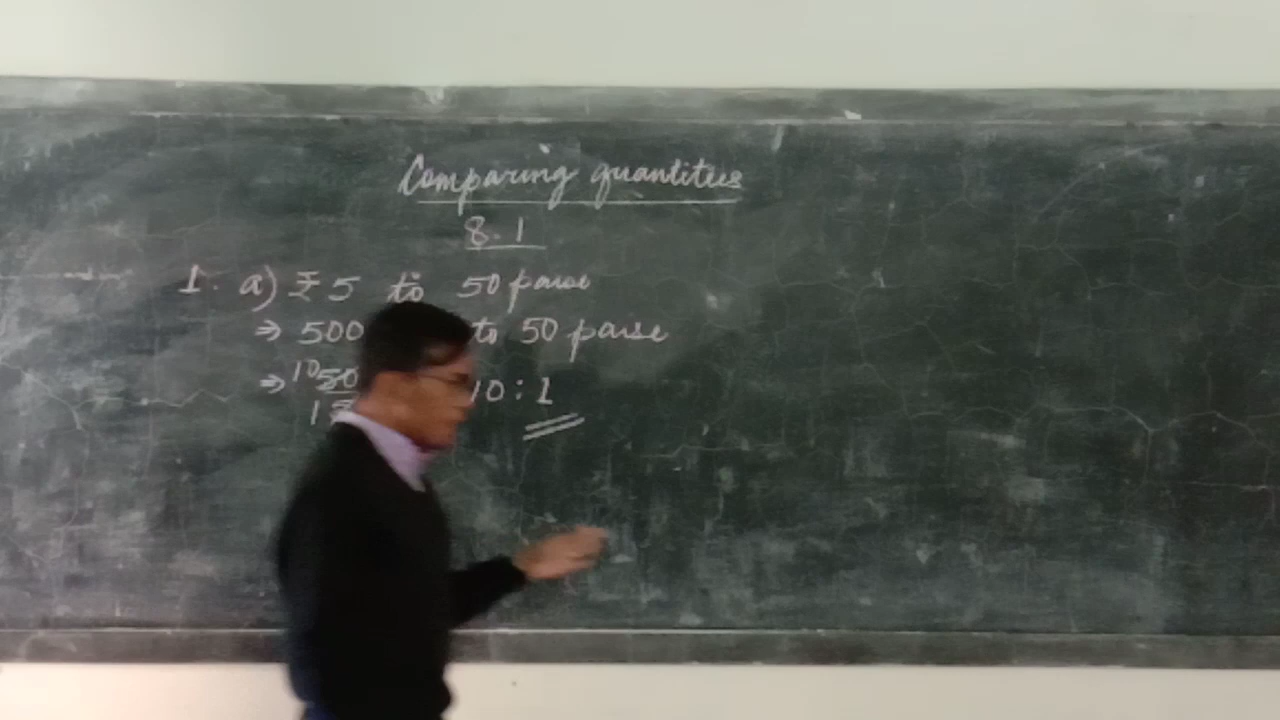 Comparing quantities
8.1
1. a) ₹5 to 50 paise
⇒ 500 to 50 paise
⇒ 10 : 1